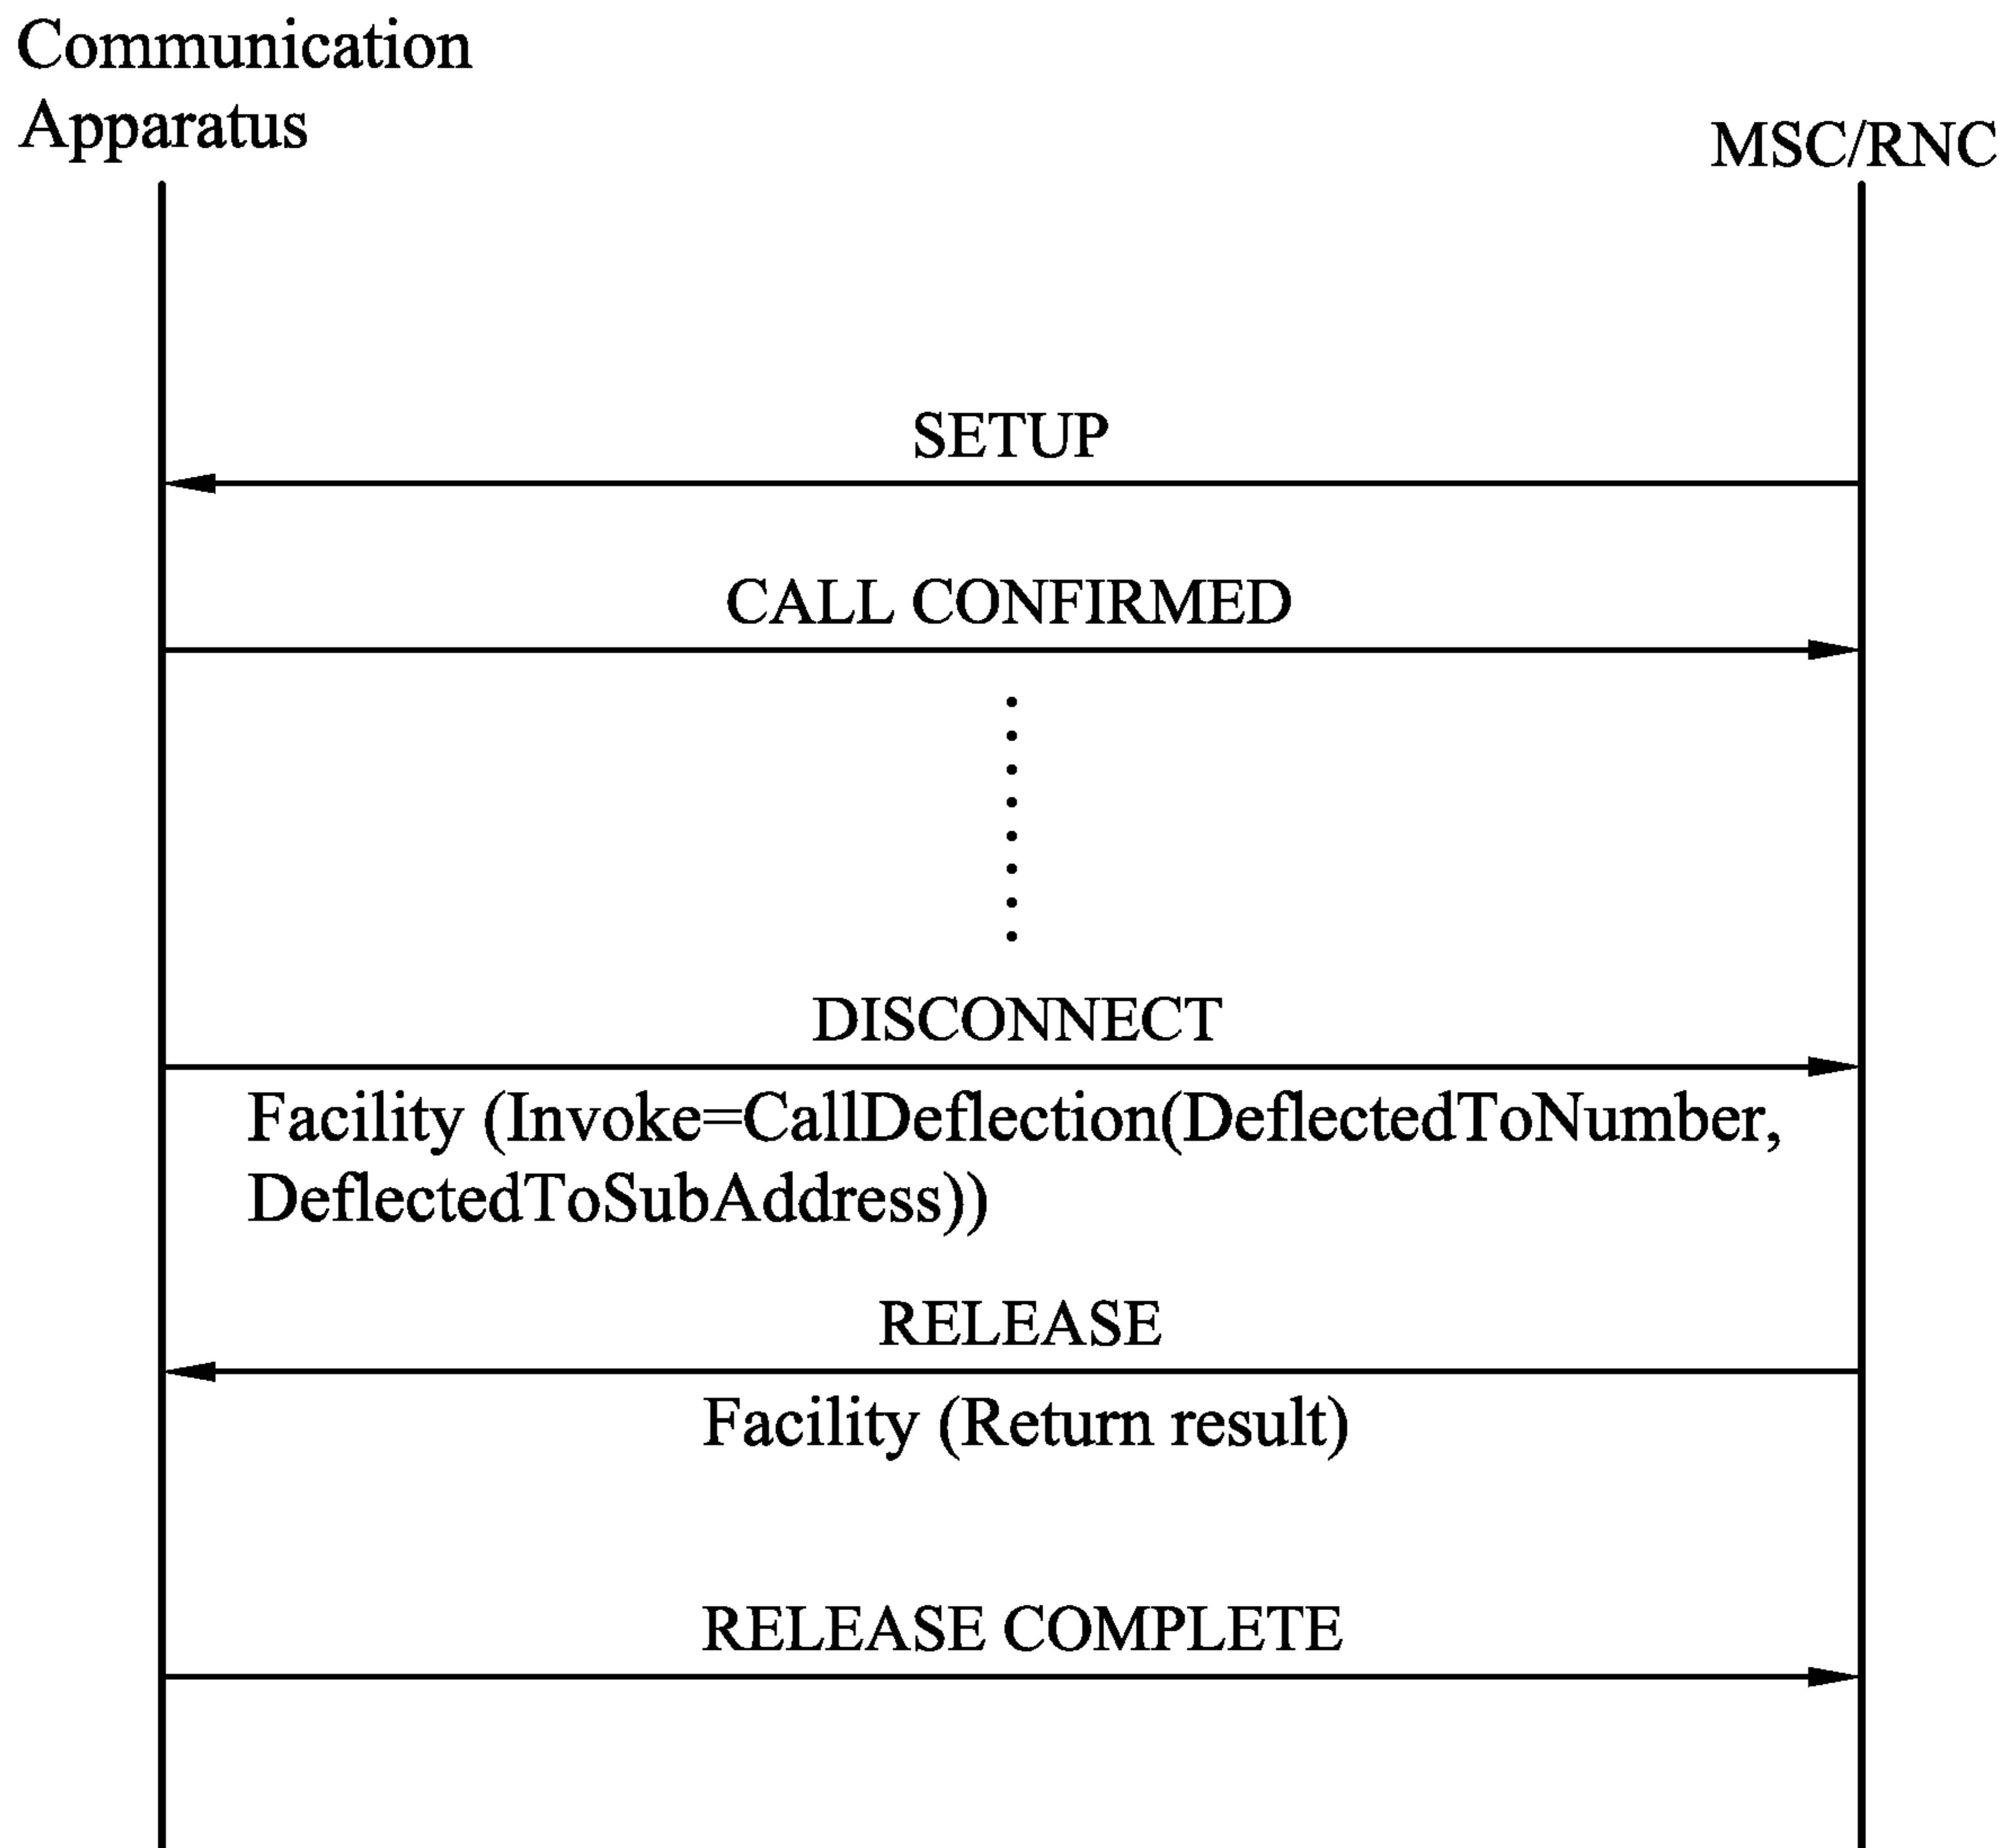 Communication
Apparatus
MSC/RNC
SETUP
CALL CONFIRMED
DISCONNECT
Facility (Invoke=CallDeflection(DeflectedToNumber,
DeflectedToSubAddress))
RELEASE
Facility (Return result)
RELEASE COMPLETE